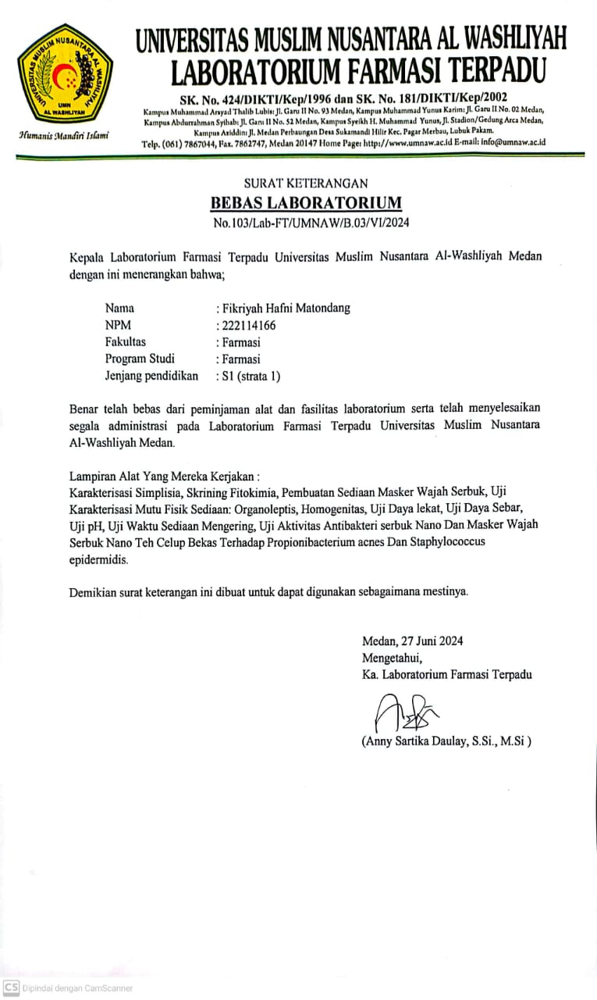 UNIVERSITAS MUSLIM NUSANTARA AL WASHLIYAH
UMN
AL WASHLIYAH
Humanis Mandiri Islami
UNIVERSITAS MUSLIM NUSANTARA AL WASHLIYAH
LABORATORIUM FARMASI TERPADU
SK. No. 424/DIKTI/Kep/1996 dan SK. No. 181/DIKTI/Kep/2002
Kampus Muhammad Arsyad Thalib Lubis: Jl. Garu II No. 93 Medan, Kampus Muhammad Yunus Karim: Jl. Garu II No. 02 Medan,
Kampus Abdurrahman Syihab: Jl. Garu II No. 52 Medan, Kampus Syeikh H. Muhammad Yunus, Jl. Stadion/Gedung Arca Medan,
Kampus Aziddin: Jl. Medan Perbaungan Desa Sukamandi Hilir Kec. Pagar Merbau, Lubuk Pakam.
Telp. (061) 7867044, Fax. 7862747, Medan 20147 Home Page: http://www.umnaw.ac.id E-mail: info@umnaw.ac.id
SURAT KETERANGAN
BEBAS LABORATORIUM
No.103/Lab-FT/UMNAW/B.03/VI/2024
Kepala Laboratorium Farmasi Terpadu Universitas Muslim Nusantara Al-Washliyah Medan
dengan ini menerangkan bahwa;
Nama : Fikriyah Hafni Matondang
NPM : 222114166
Fakultas : Farmasi
Program Studi : Farmasi
Jenjang pendidikan : S1 (strata 1)
Benar telah bebas dari peminjaman alat dan fasilitas laboratorium serta telah menyelesaikan
segala administrasi pada Laboratorium Farmasi Terpadu Universitas Muslim Nusantara
Al-Washliyah Medan.
Lampiran Alat Yang Mereka Kerjakan :
Karakterisasi Simplisia, Skrining Fitokimia, Pembuatan Sediaan Masker Wajah Serbuk, Uji
Karakterisasi Mutu Fisik Sediaan: Organoleptis, Homogenitas, Uji Daya lekat, Uji Daya Sebar,
Uji pH, Uji Waktu Sediaan Mengering, Uji Aktivitas Antibakteri serbuk Nano Dan Masker Wajah
Serbuk Nano Teh Celup Bekas Terhadap Propionibacterium acnes Dan Staphylococcus
epidermidis.
Demikian surat keterangan ini dibuat untuk dapat digunakan sebagaimana mestinya.
Medan, 27 Juni 2024
Mengetahui,
Ka. Laboratorium Farmasi Terpadu
(Anny Sartika Daulay, S.Si., M.Si )
CS Dipindai dengan CamScanner